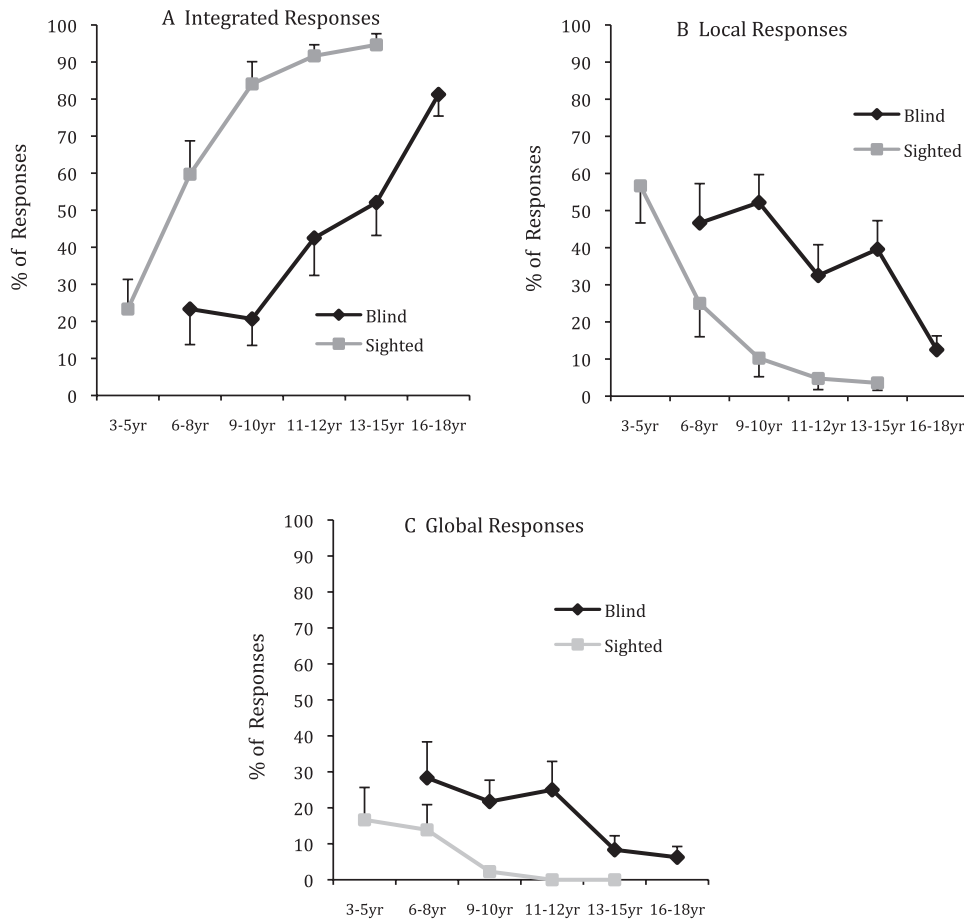 A Integrated Responses
100
90
80
70
60
50
40
30
20
10
0
% of Responses
Blind
Sighted
3-5yr 6-8yr 9-10yr 11-12yr 13-15yr 16-18yr
B Local Responses
100
90
80
70
60
50
40
30
20
10
0
% of Responses
Blind
Sighted
3-5yr 6-8yr 9-10yr 11-12yr 13-15yr 16-18yr
C Global Responses
100
90
80
70
60
50
40
30
20
10
0
% of Responses
Blind
Sighted
3-5yr 6-8yr 9-10yr 11-12yr 13-15yr 16-18yr